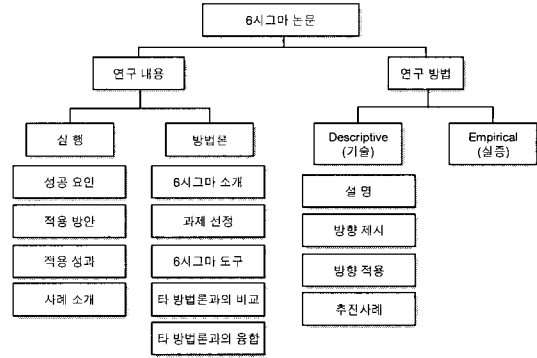 6시그마 논문
연구 내용
연구 방법
실 행
방법론
Descriptive
(기술)
Empirical
(실증)
성공 요인
6시그마 소개
설 명
적용 방안
과제 선정
방향 제시
적용 성과
6시그마 도구
방향 적용
사례 소개
타 방법론과의 비교
추진사례
타 방법론과의 융합